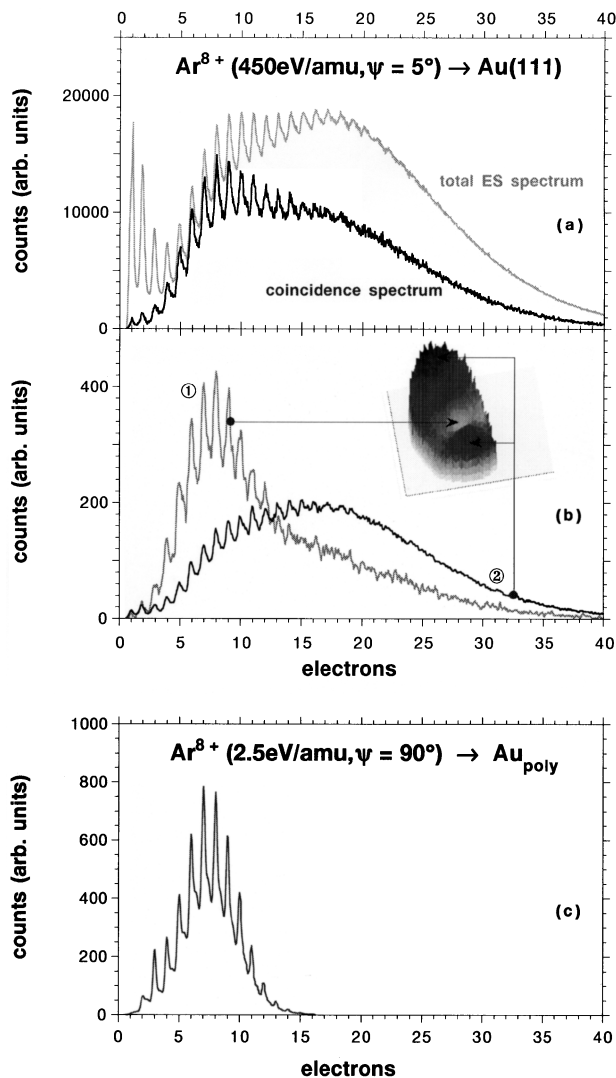 0 5 10 15 20 25 30 35 40
Ar8+ (450eV/amu, ψ = 5°) → Au(111)
20000
10000
0
counts (arb. units)
total ES spectrum
(a)
coincidence spectrum
400
200
0
counts (arb. units)
①
②
(b)
0 5 10 15 20 25 30 35 40
electrons
1000
800
600
400
200
0
counts (arb. units)
Ar8+ (2.5eV/amu, ψ = 90°) → Aupoly
(c)
0 5 10 15 20 25 30 35 40
electrons